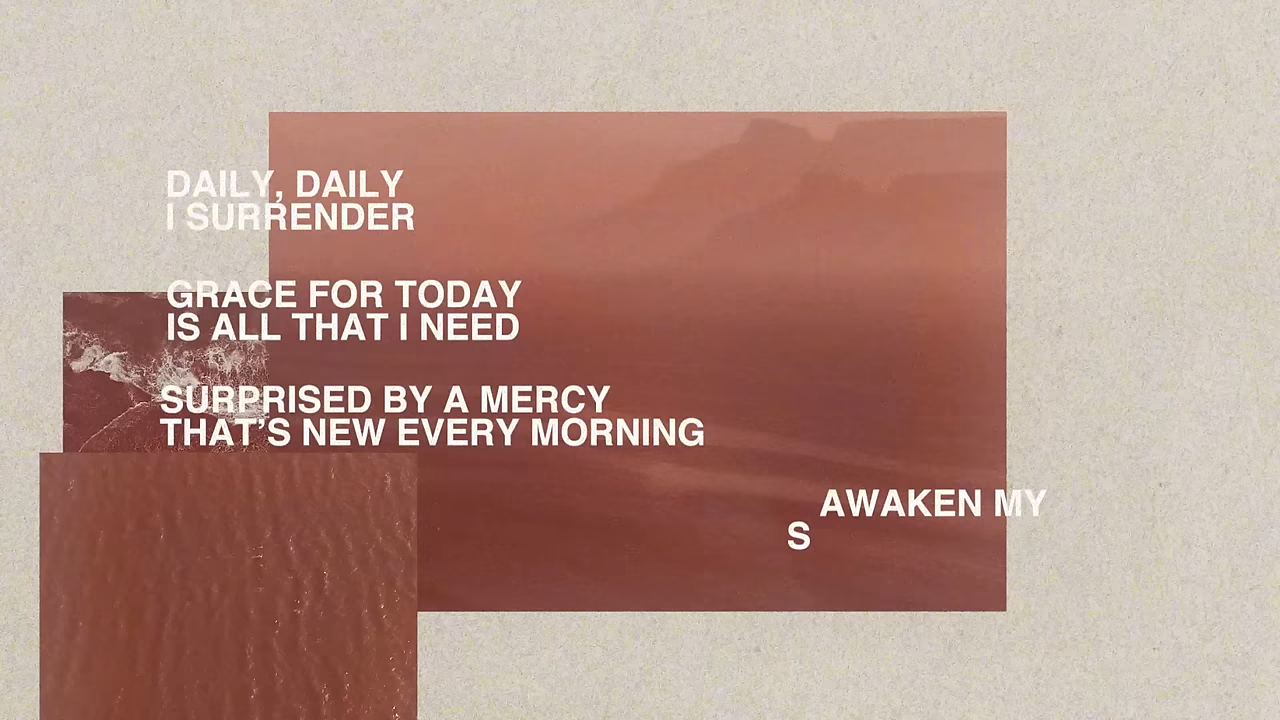 DAILY, DAILY
I SURRENDER
GRACE FOR TODAY
IS ALL THAT I NEED
SURPRISED BY A MERCY
THAT’S NEW EVERY MORNING
AWAKEN MY
S